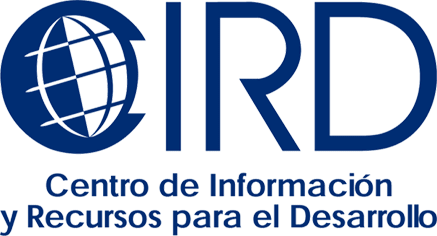 CIRD
Centro de Información
y Recursos para el Desarrollo